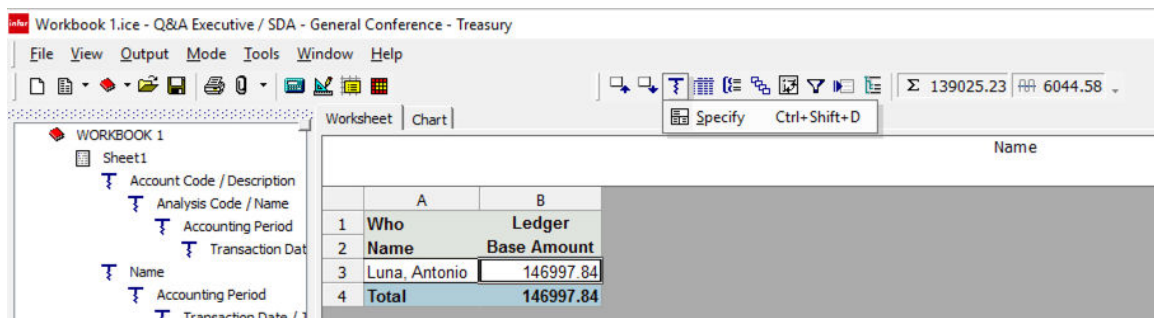 infor Workbook 1.ice - Q&A Executive / SDA - General Conference - Treasury
File View Output Mode Tools Window Help
Σ 139025.23 6044.58
Worksheet Chart
Specify Ctrl+Shift+D
WORKBOOK 1
Sheet1
Account Code / Description
Analysis Code / Name
Accounting Period
Transaction Dat
Name
Accounting Period
Transaction Date /
Name
A B
1 Who Ledger
2 Name Base Amount
3 Luna, Antonio 146997.84
4 Total 146997.84